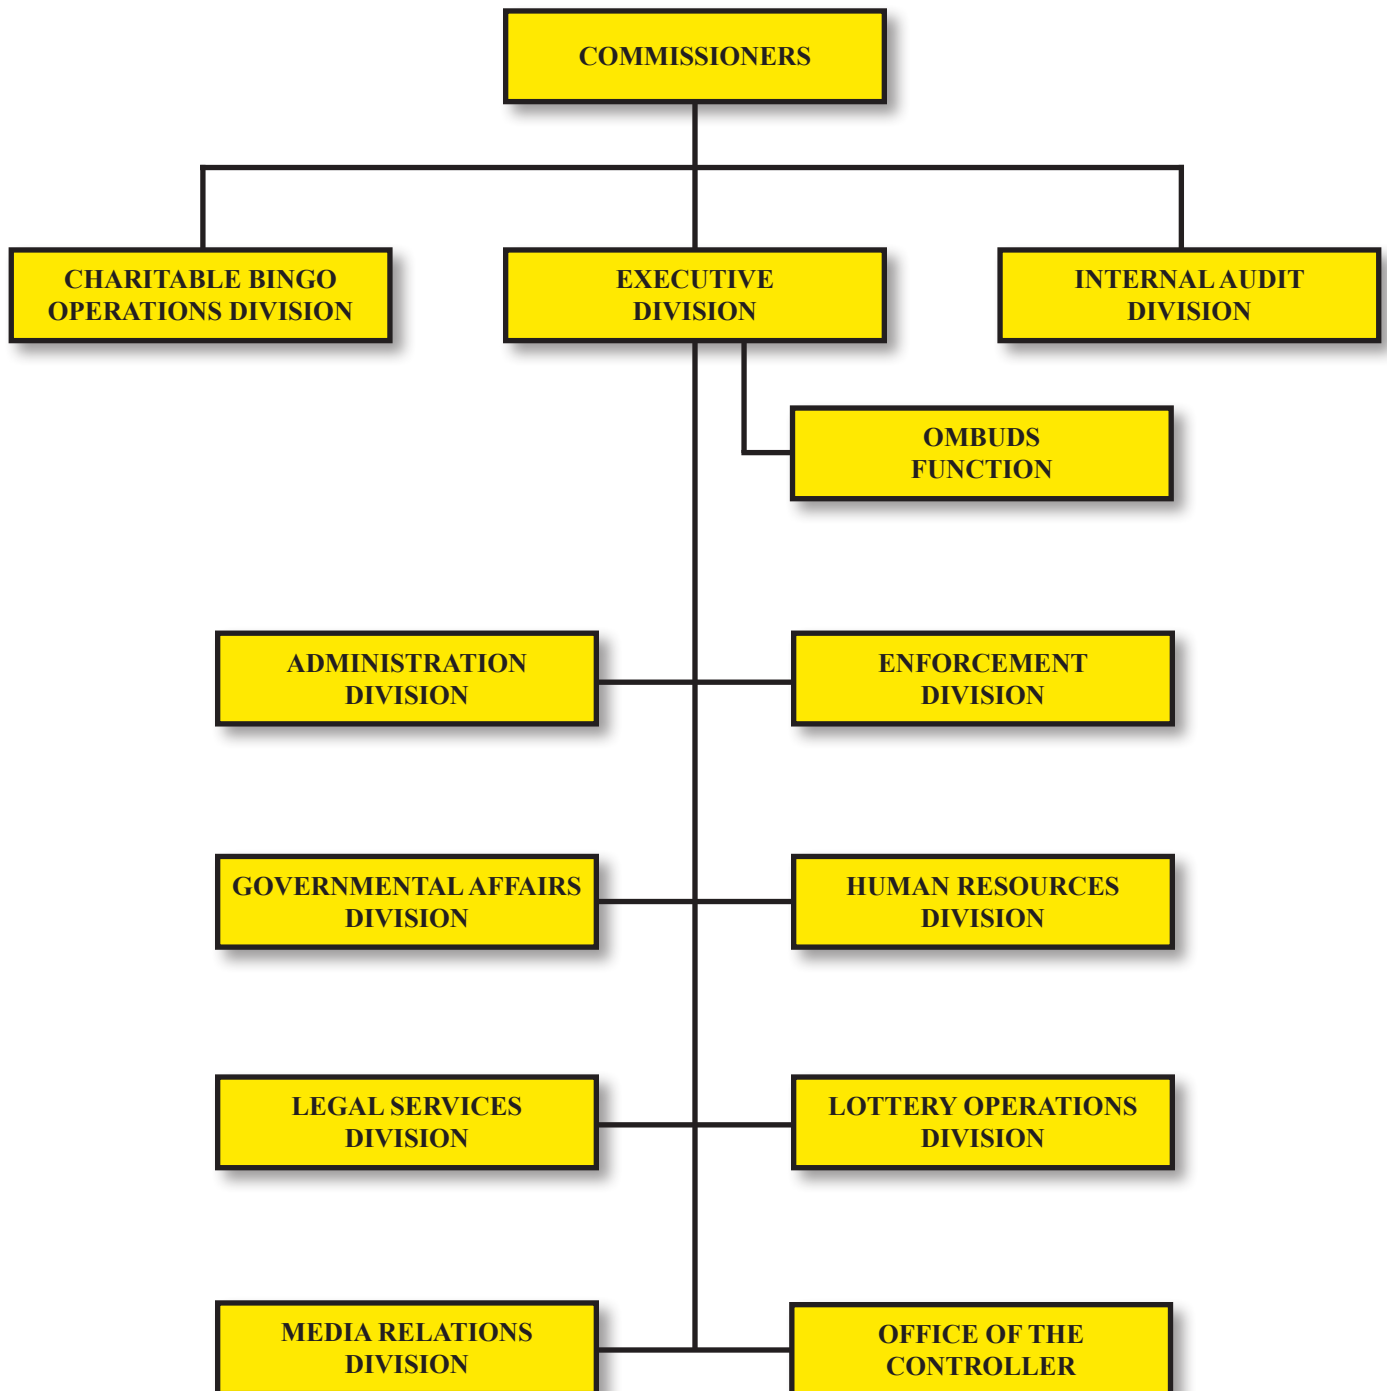 COMMISSIONERS
CHARITABLE BINGO
OPERATIONS DIVISION
EXECUTIVE
DIVISION
INTERNAL AUDIT
DIVISION
OMBUDS
FUNCTION
ADMINISTRATION
DIVISION
ENFORCEMENT
DIVISION
GOVERNMENTAL AFFAIRS
DIVISION
HUMAN RESOURCES
DIVISION
LEGAL SERVICES
DIVISION
LOTTERY OPERATIONS
DIVISION
MEDIA RELATIONS
DIVISION
OFFICE OF THE
CONTROLLER